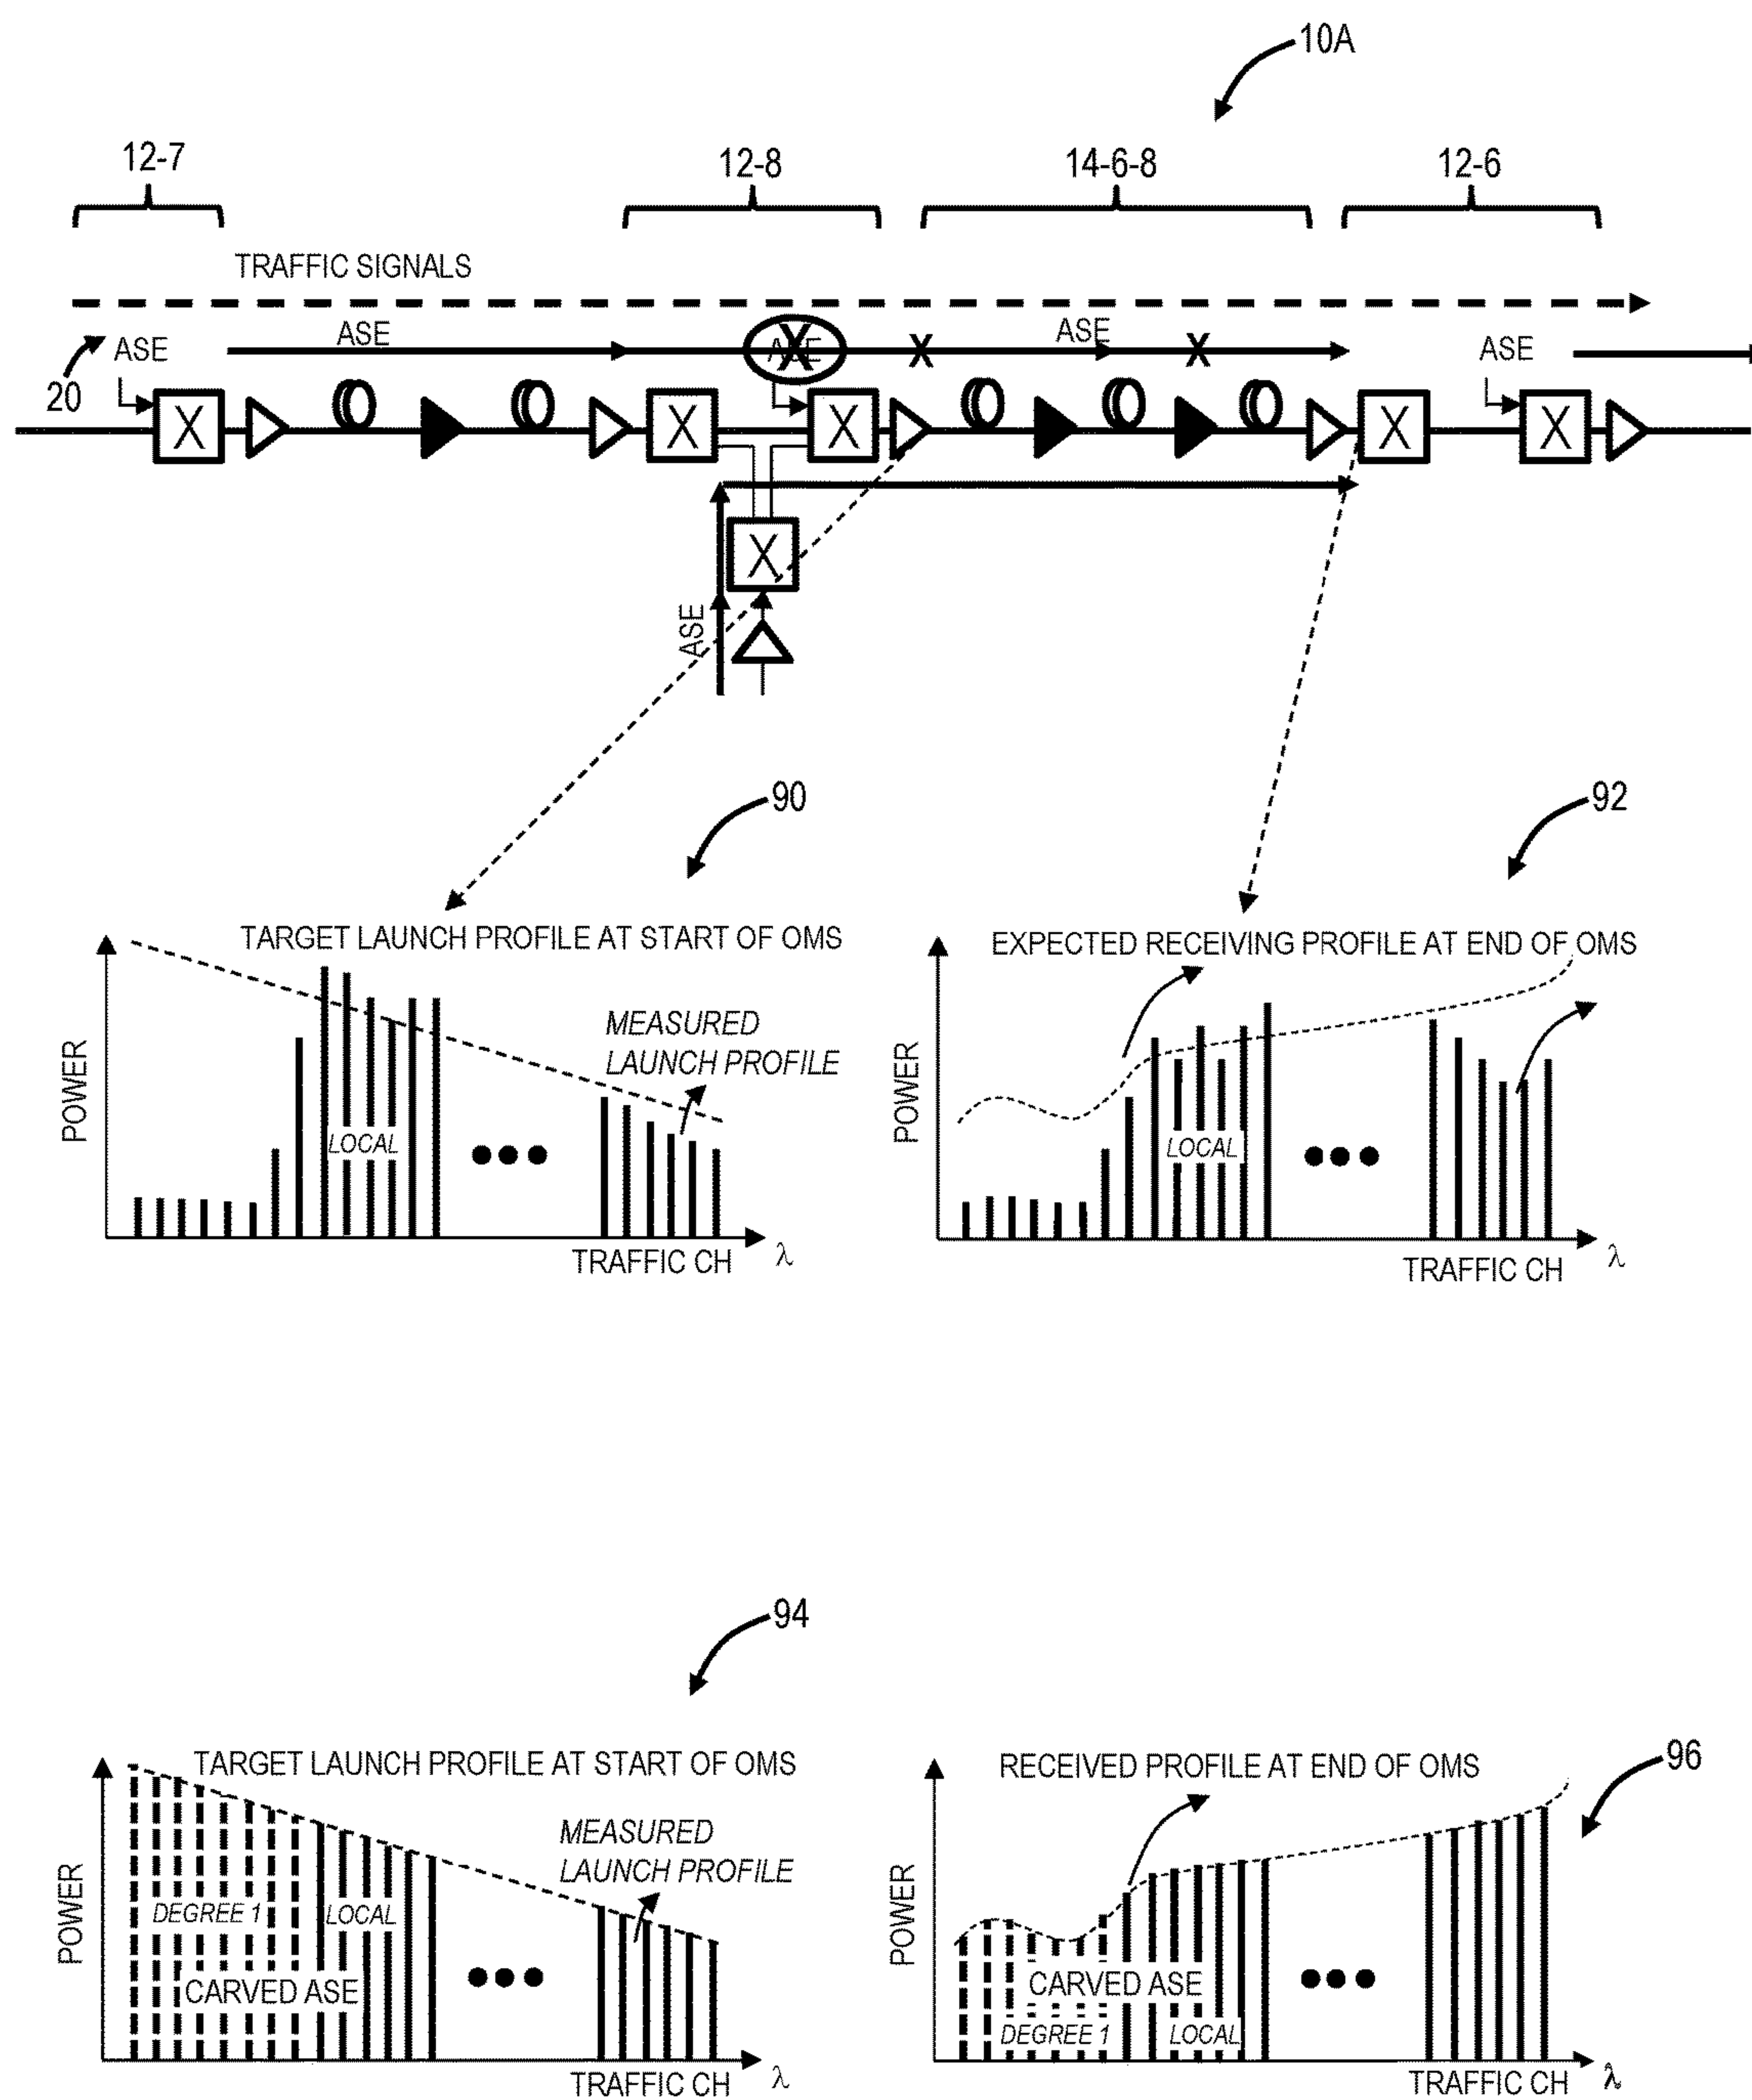 10A
12-7
12-8
14-6-8
12-6
TRAFFIC SIGNALS
ASE
ASE
ASE
ASE
ASE
20
X
X
X
X
X
X
X
X
X
ASE
90
92
TARGET LAUNCH PROFILE AT START OF OMS
MEASURED
LAUNCH PROFILE
POWER
LOCAL
TRAFFIC CH
λ
EXPECTED RECEIVING PROFILE AT END OF OMS
POWER
LOCAL
TRAFFIC CH
λ
94
96
TARGET LAUNCH PROFILE AT START OF OMS
MEASURED
LAUNCH PROFILE
POWER
DEGREE 1
LOCAL
CARVED ASE
TRAFFIC CH
λ
RECEIVED PROFILE AT END OF OMS
POWER
CARVED ASE
DEGREE 1
LOCAL
TRAFFIC CH
λ